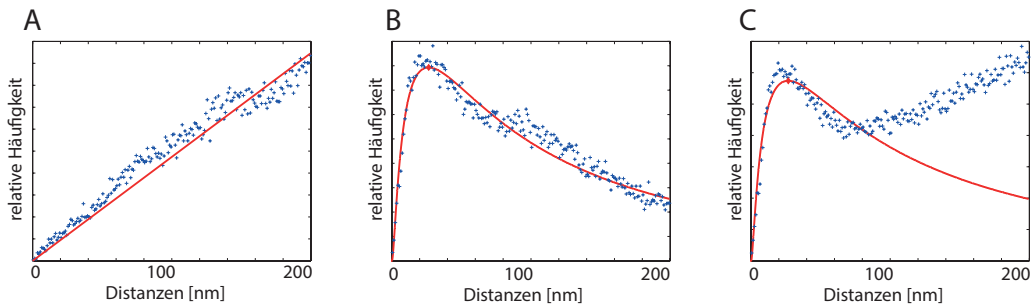 A
relative Häufigkeit
0 100 200
Distanzen [nm]
B
relative Häufigkeit
0 100 200
Distanzen [nm]
C
relative Häufigkeit
0 100 200
Distanzen [nm]